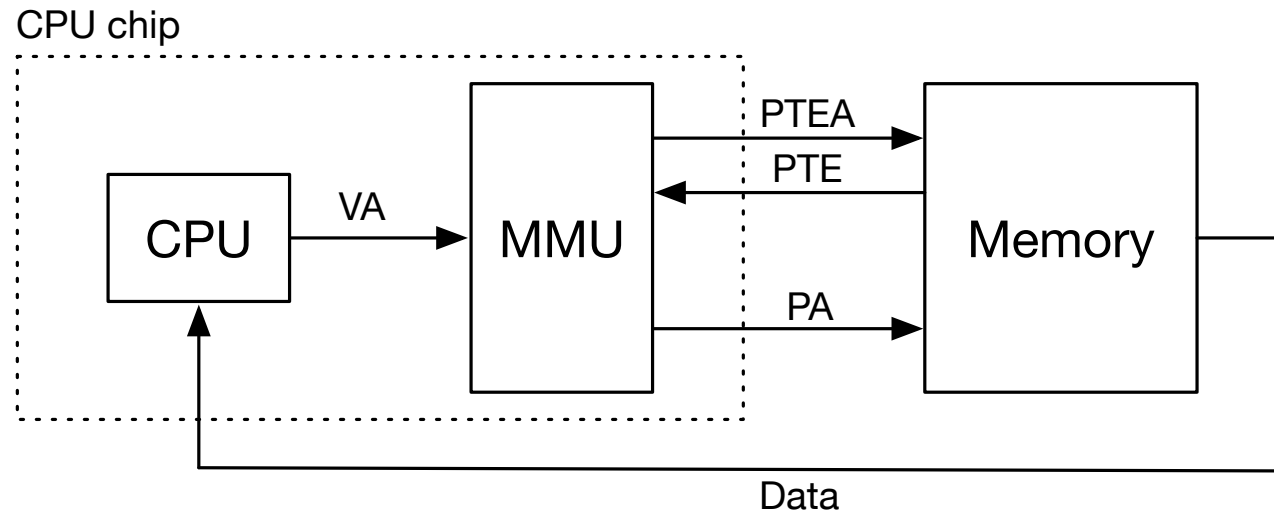 CPU chip
PTEA
PTE
VA
CPU
MMU
Memory
PA
Data